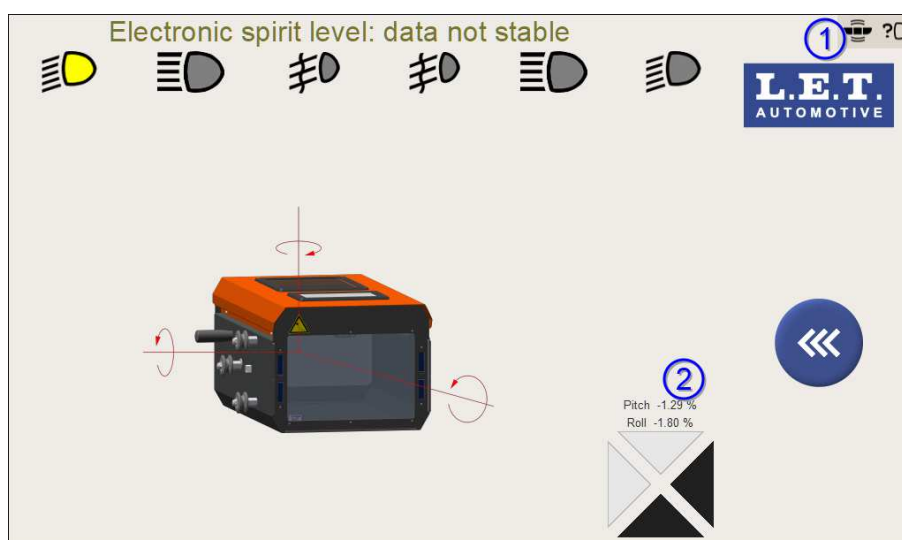 Electronic spirit level: data not stable
1
?
L.E.T.
AUTOMOTIVE
2
Pitch -1.29 %
Roll -1.80 %